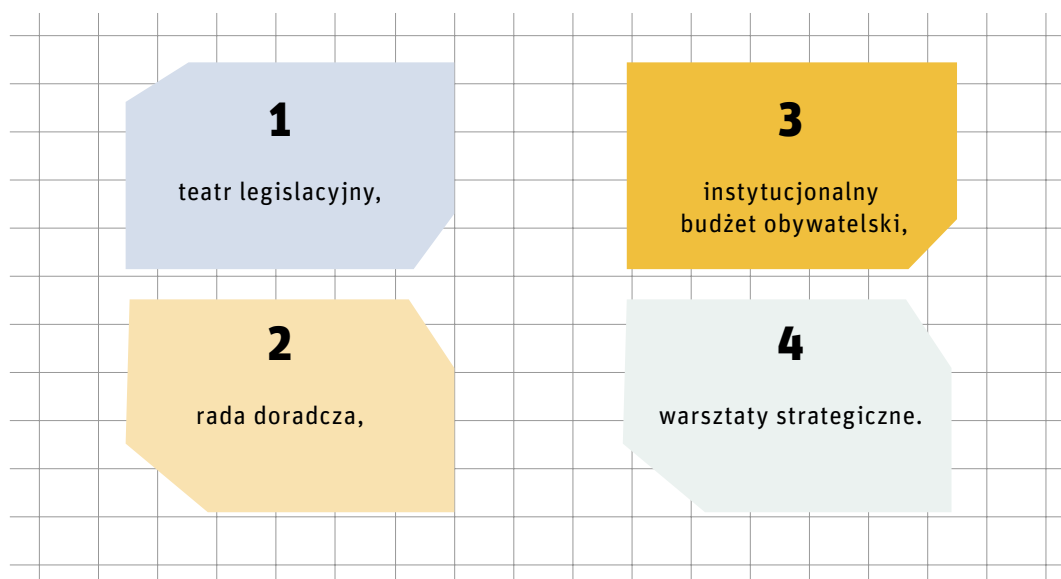 1
teatr legislacyjny,
2
rada doradcza,
3
instytucjonalny
budżet obywatelski,
4
warsztaty strategiczne.